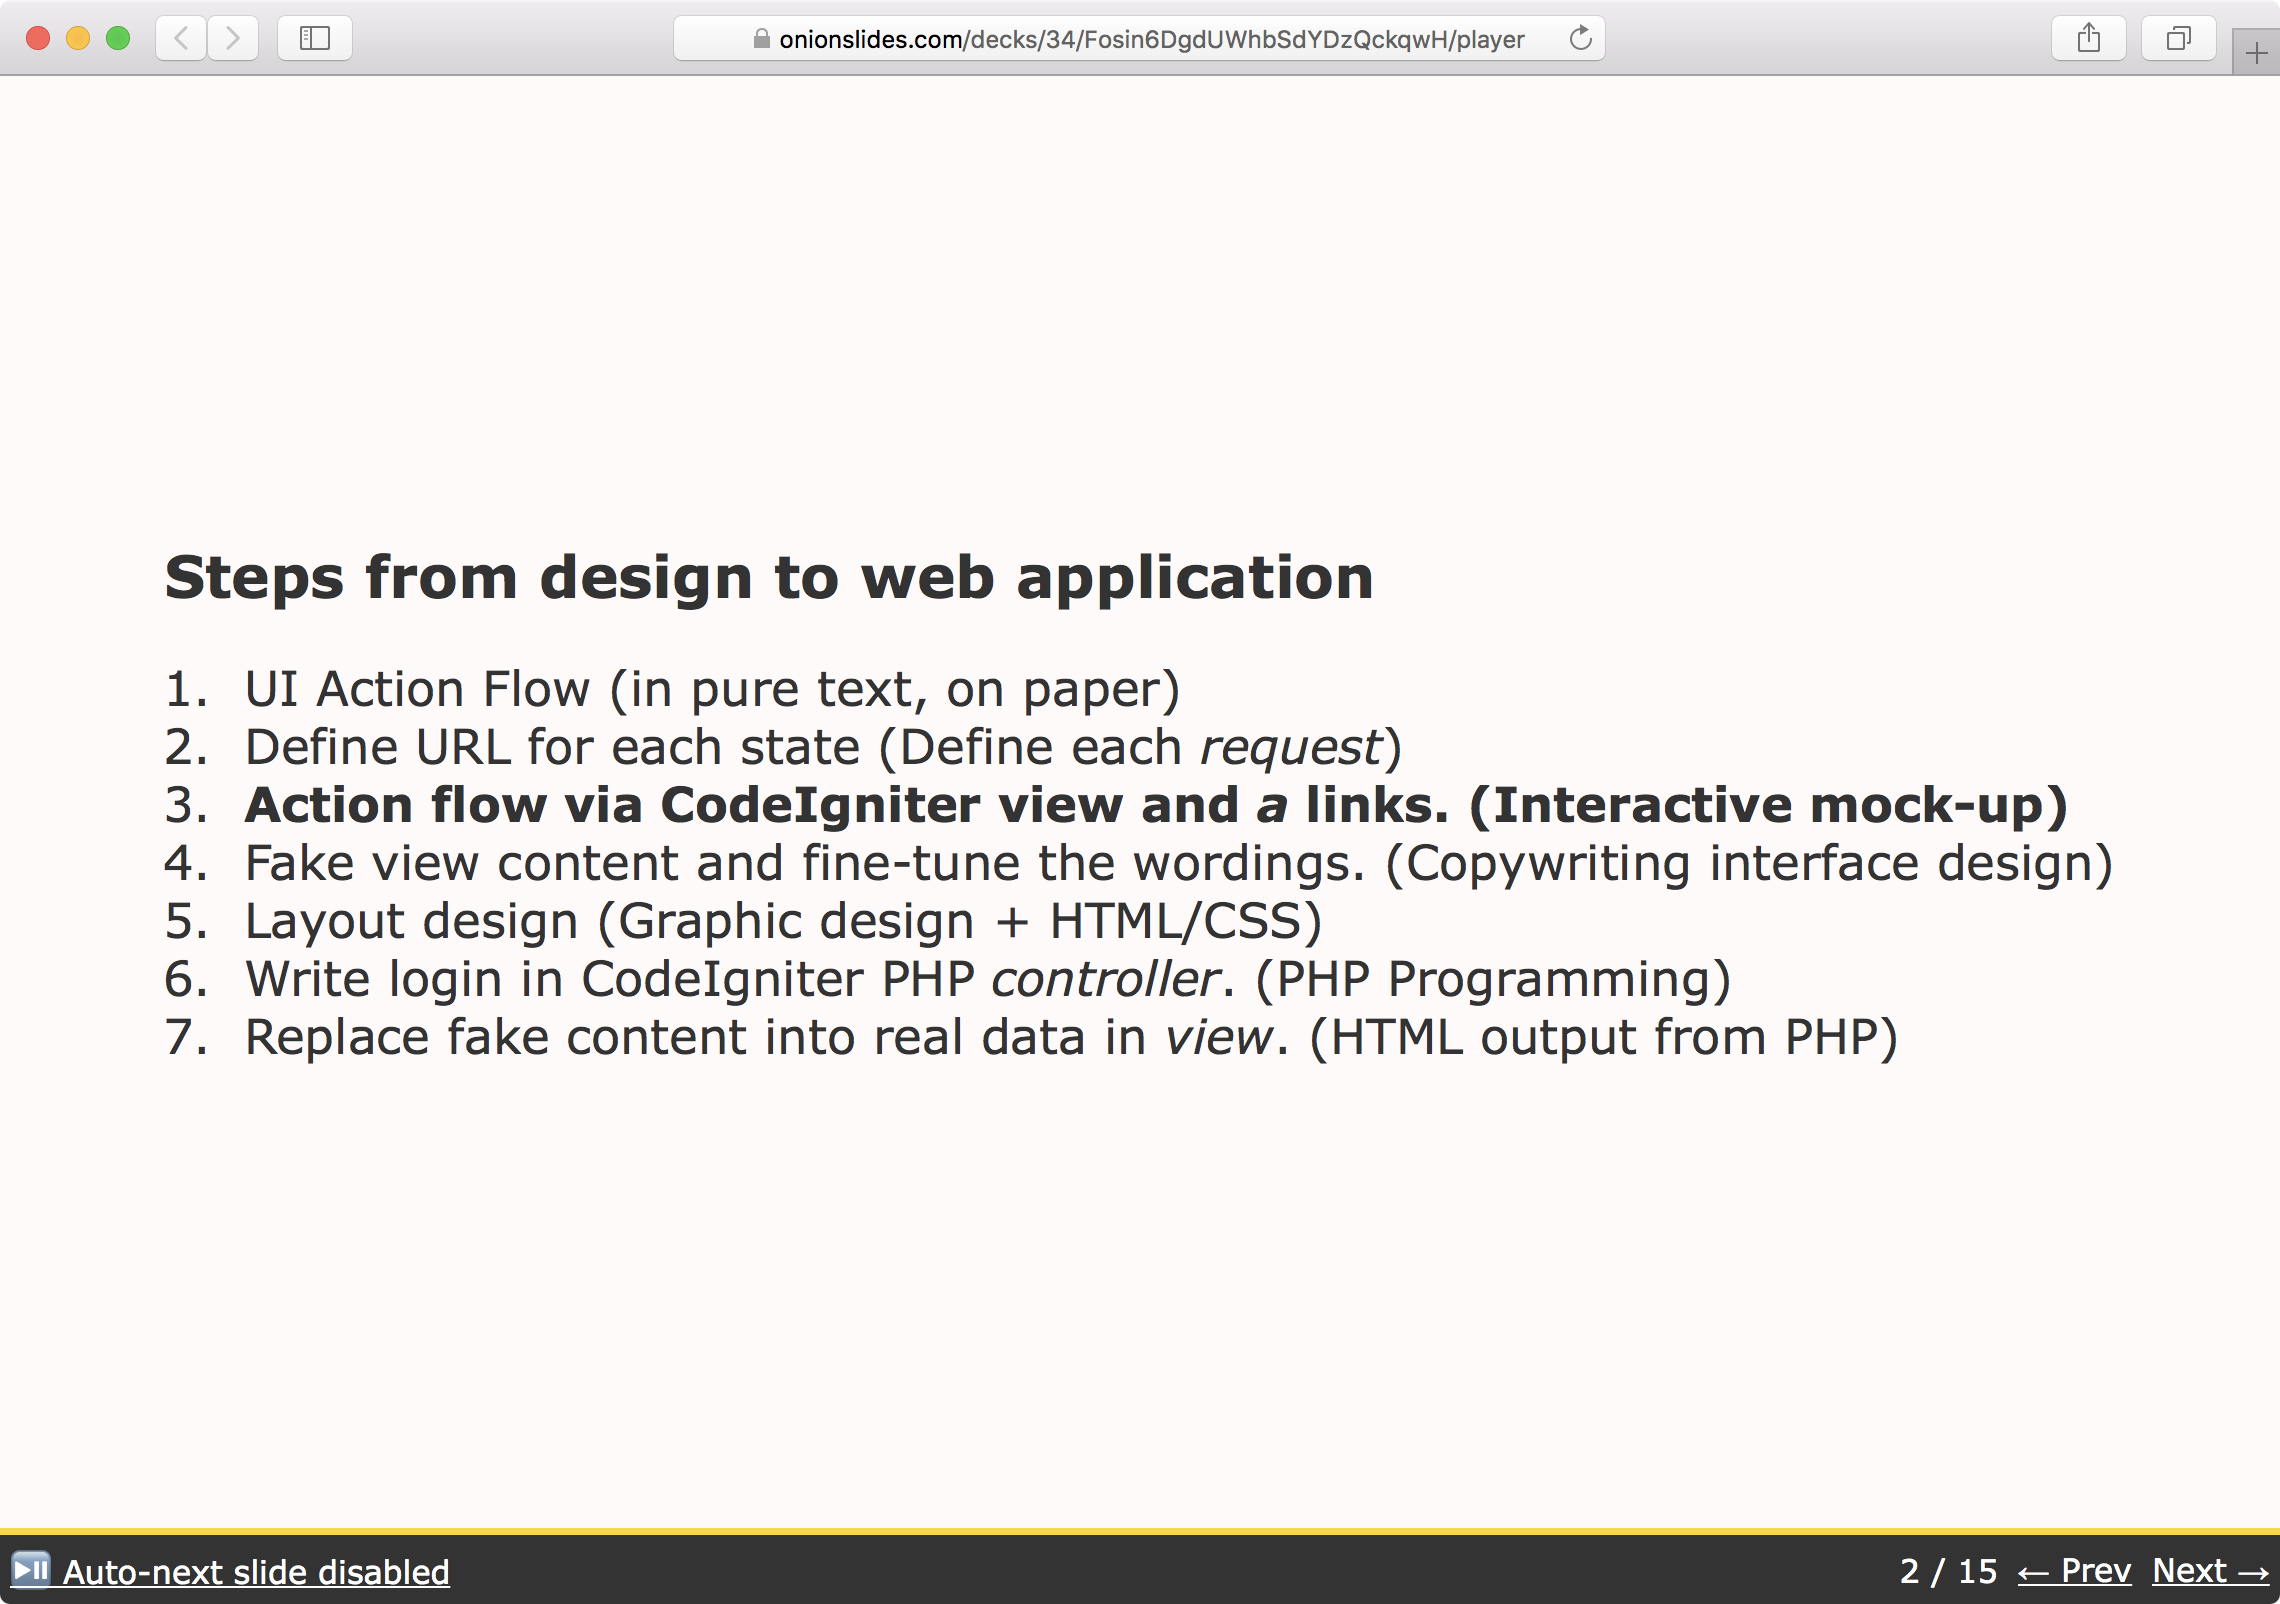 onionslides.com/decks/34/Fosin6DgdUWhbSdYDzQckqwH/player
Steps from design to web application
1. UI Action Flow (in pure text, on paper)
2. Define URL for each state (Define each request)
3. Action flow via CodeIgniter view and a links. (Interactive mock-up)
4. Fake view content and fine-tune the wordings. (Copywriting interface design)
5. Layout design (Graphic design + HTML/CSS)
6. Write login in CodeIgniter PHP controller. (PHP Programming)
7. Replace fake content into real data in view. (HTML output from PHP)
Auto-next slide disabled
2 / 15 ← Prev Next →